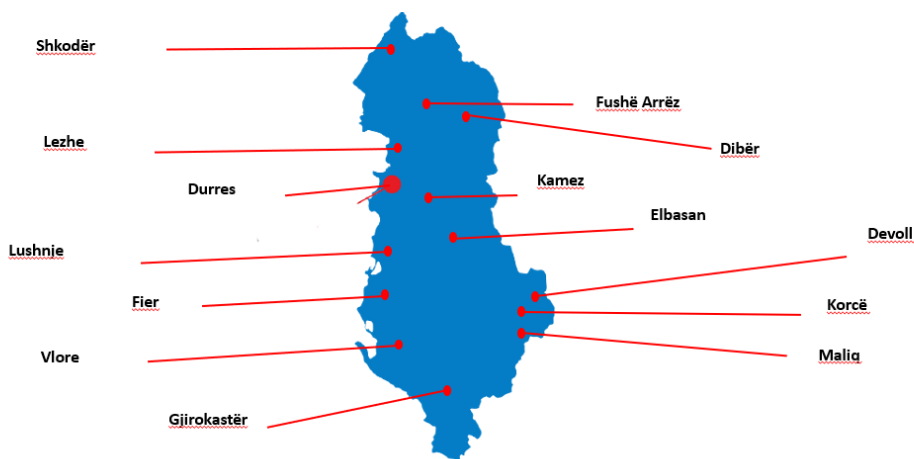 Shkodër
Fushë Arrëz
Lezhe
Dibër
Durres
Kamez
Elbasan
Devoll
Lushnje
Fier
Korcë
Vlore
Maliq
Gjirokastër